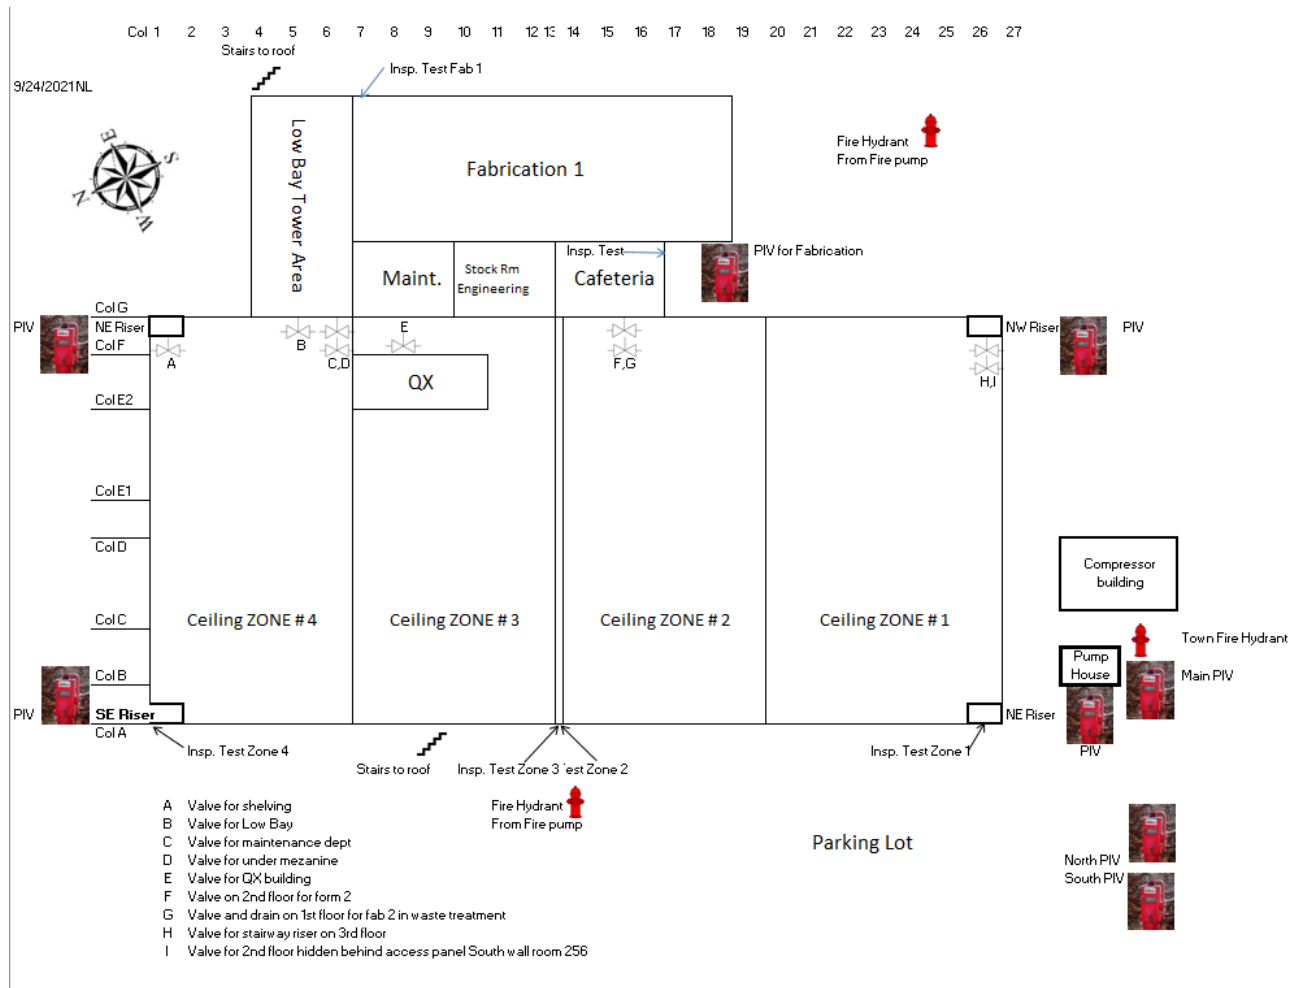 Col 1 2 3 4 5 6 7 8 9 10 11 12 13 14 15 16 17 18 19 20 21 22 23 24 25 26 27
Stairs to roof
Insp. Test Fab 1
9/24/2021NL
E
S
N
W
Low Bay Tower Area
Fabrication 1
Fire Hydrant
From Fire pump
Insp. Test
PIV for Fabrication
Maint.
Stock Rm
Engineering
Cafeteria
Col G
PIV
NE Riser
E
NW Riser
PIV
B
Col F
A
C,D
F,G
H,I
QX
Col E2
Col E1
Col D
Compressor
building
Col C
Ceiling ZONE # 4
Ceiling ZONE # 3
Ceiling ZONE # 2
Ceiling ZONE # 1
Town Fire Hydrant
Pump
House
Col B
Main PIV
PIV
SE Riser
NE Riser
Col A
Insp. Test Zone 4
Insp. Test Zone 1
PIV
Stairs to roof
Insp. Test Zone 3
Test Zone 2
A Valve for shelving
B Valve for Low Bay
C Valve for maintenance dept
D Valve for under mezanine
E Valve for QX building
F Valve on 2nd floor for form 2
G Valve and drain on 1st floor for fab 2 in waste treatment
H Valve for stairway riser on 3rd floor
I Valve for 2nd floor hidden behind access panel South wall room 256
Fire Hydrant
From Fire pump
Parking Lot
North PIV
South PIV